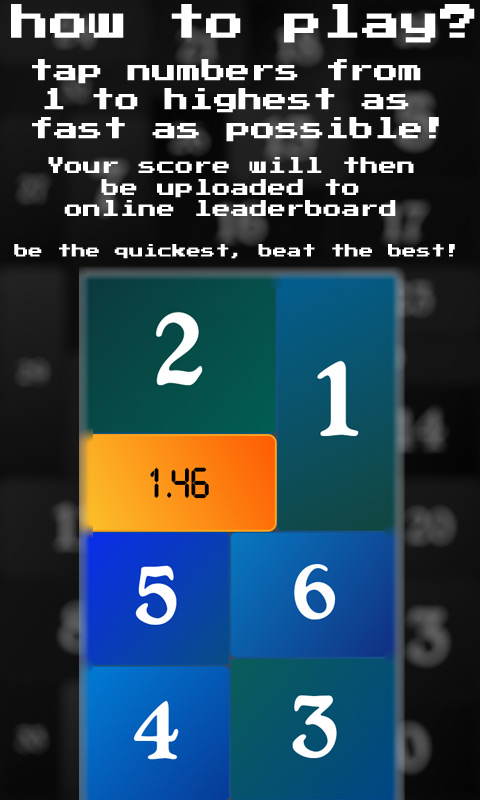 how to play?
tap numbers from
1 to highest as
fast as possible!
Your score will then
be uploaded to
online leaderboard
be the quickest, beat the best!
2
1
1.46
5
6
4
3